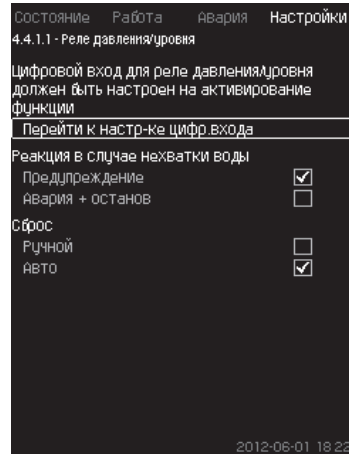 Состояние Работа Авария Настройки
4.4.1.1 - Реле давления/уровня
Цифровой вход для реле давления/уровня
должен быть настроен на активирование
функции
Перейти к настр-ке цифр.входа
Реакция в случае нехватки воды
Предупреждение
Авария + останов
Сброс
Ручной
Авто
2012-06-01 18:22